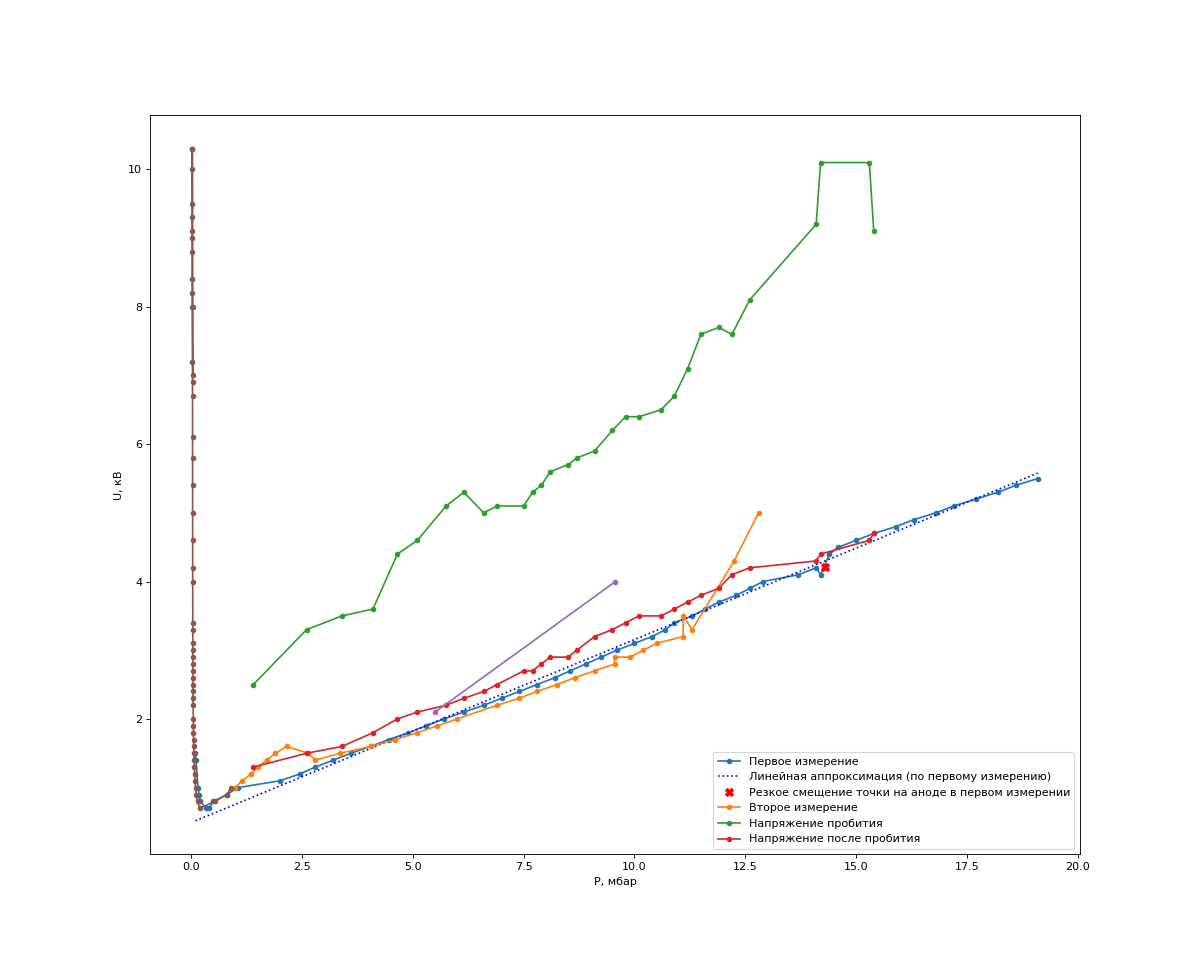 10
8
6
4
2
U, кВ
0.0 2.5 5.0 7.5 10.0 12.5 15.0 17.5 20.0
P, мбар
Первое измерение
Линейная аппроксимация (по первому измерению)
Резкое смещение точки на аноде в первом измерении
Второе измерение
Напряжение пробития
Напряжение после пробития